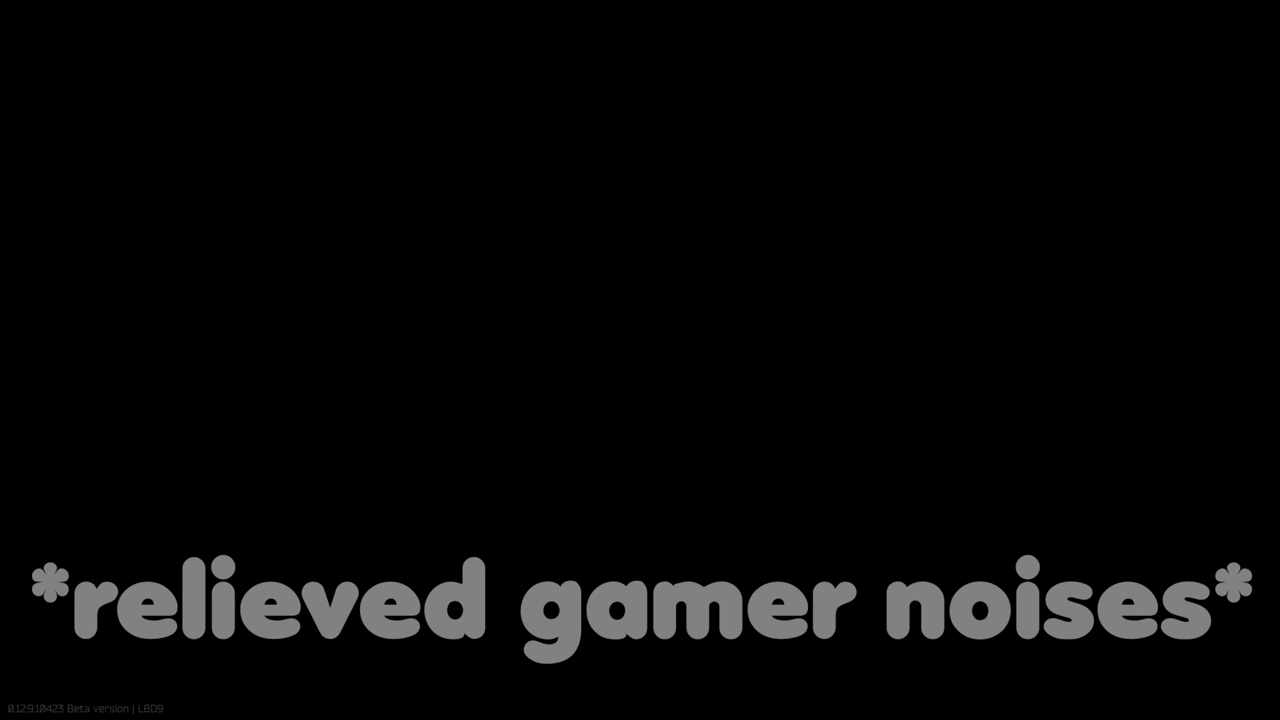 *relieved gamer noises*
0.12.9.10423 Beta version | LBD9